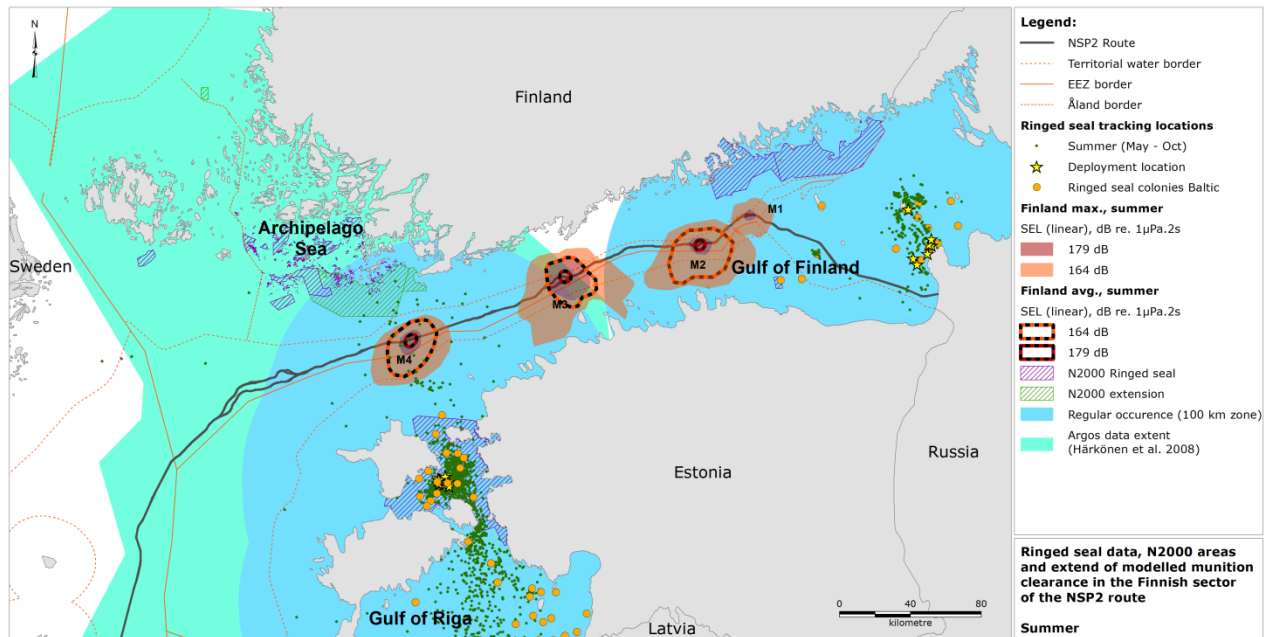 N
Finland
Archipelago
Sea
Sweden
M1
M2
Gulf of Finland
M3
M4
Estonia
Russia
Gulf of Riga
Latvia
0 40 80
kilometre
Legend:
NSP2 Route
Territorial water border
EEZ border
Åland border
Ringed seal tracking locations
Summer (May - Oct)
Deployment location
Ringed seal colonies Baltic
Finland max., summer
SEL (linear), dB re. 1µPa.2s
179 dB
164 dB
Finland avg., summer
SEL (linear), dB re. 1µPa.2s
164 dB
179 dB
N2000 Ringed seal
N2000 extension
Regular occurence (100 km zone)
Argos data extent
(Härkönen et al. 2008)
Ringed seal data, N2000 areas
and extend of modelled munition
clearance in the Finnish sector
of the NSP2 route
Summer